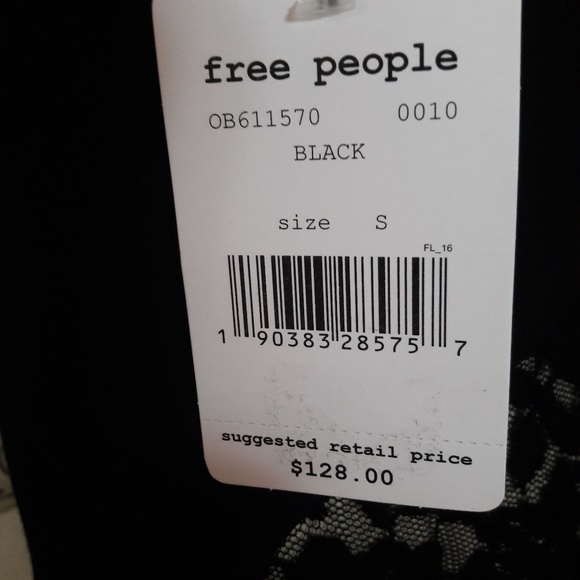 free people
OB611570 0010
BLACK
size S
FL_16
1 90383 28575 7
suggested retail price
$128.00